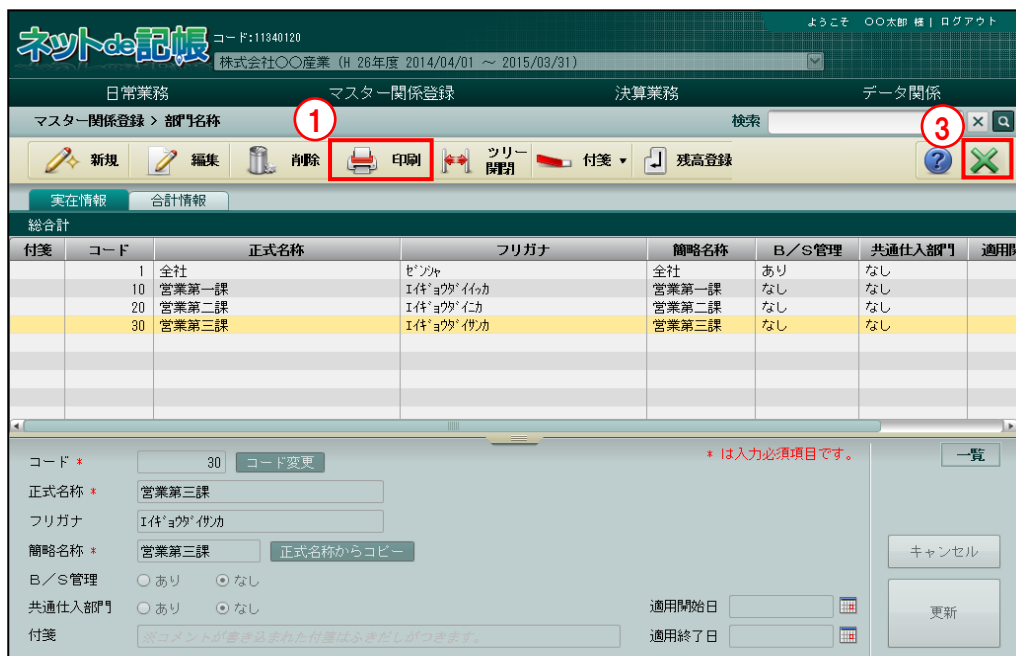 ようこそ 〇〇太郎 様 | ログアウト
ネットde記帳 コード:11340120
株式会社〇〇産業 (H 26年度 2014/04/01 ～ 2015/03/31)
日常業務 マスター関係登録 決算業務 データ関係
マスター関係登録 > 部門名称 ① 検索 ③
新規 編集 削除 印刷 ツリー開閉 付箋 残高登録
実在情報 合計情報
総合計
付箋 コード 正式名称 フリガナ 簡略名称 B／S管理 共通仕入部門 適用開
1 全社 ｾﾞﾝｼｬ 全社 あり なし
10 営業第一課 ｴｲｷﾞｮｳﾀﾞｲｲｯｶ 営業第一課 なし なし
20 営業第二課 ｴｲｷﾞｮｳﾀﾞｲﾆｶ 営業第二課 なし なし
30 営業第三課 ｴｲｷﾞｮｳﾀﾞｲｻﾝｶ 営業第三課 なし なし
コード * 30 コード変更 * は入力必須項目です。 一覧
正式名称 * 営業第三課
フリガナ ｴｲｷﾞｮｳﾀﾞｲｻﾝｶ
簡略名称 * 営業第三課 正式名称からコピー キャンセル
B／S管理 あり なし
共通仕入部門 あり なし 適用開始日 更新
付箋 ※コメントが書き込まれた付箋はふきだしがつきます。 適用終了日